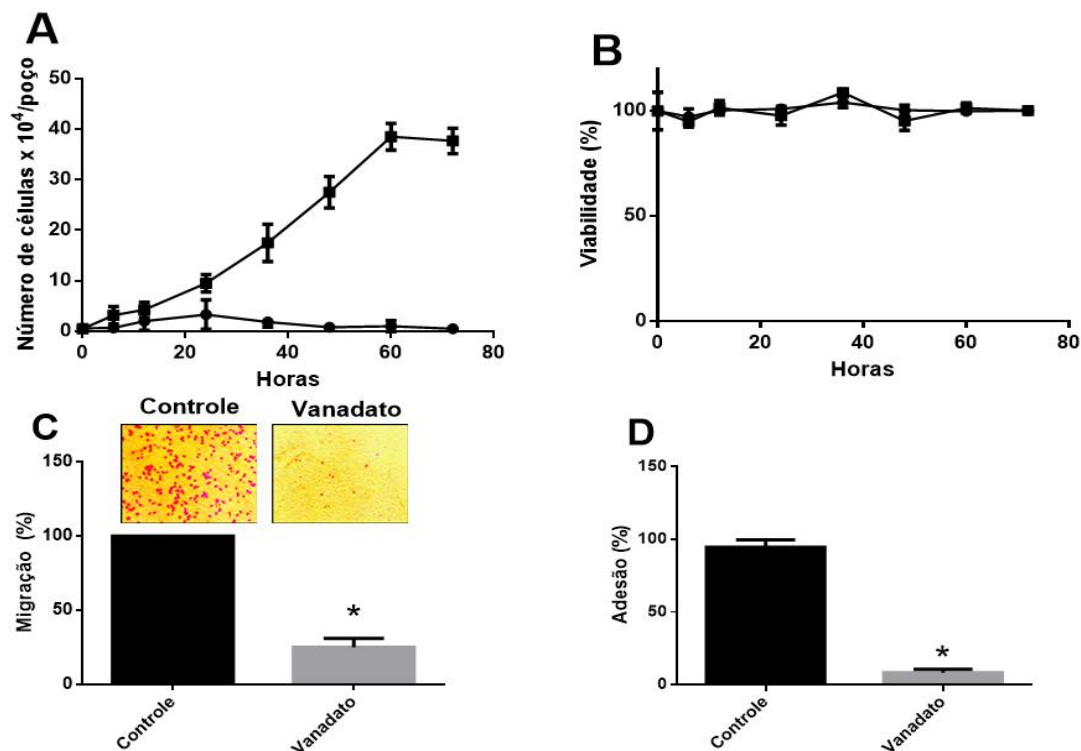 A
Número de células x 10⁴/poço
50
40
30
20
10
0
0 20 40 60 80
Horas
B
Viabilidade (%)
100
50
0
0 20 40 60 80
Horas
C
Controle Vanadato
Migração (%)
150
100
50
0
*
Controle
Vanadato
D
Adesão (%)
150
100
50
0
*
Controle
Vanadato